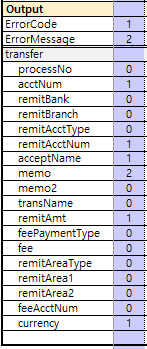 Output
ErrorCode 1
ErrorMessage 2
transfer
processNo 0
acctNum 1
remitBank 0
remitBranch 0
remitAcctType 0
remitAcctNum 1
acceptName 1
memo 2
memo2 0
transName 0
remitAmt 1
feePaymentType 0
fee 0
remitAreaType 0
remitArea1 0
remitArea2 0
feeAcctNum 0
currency 1